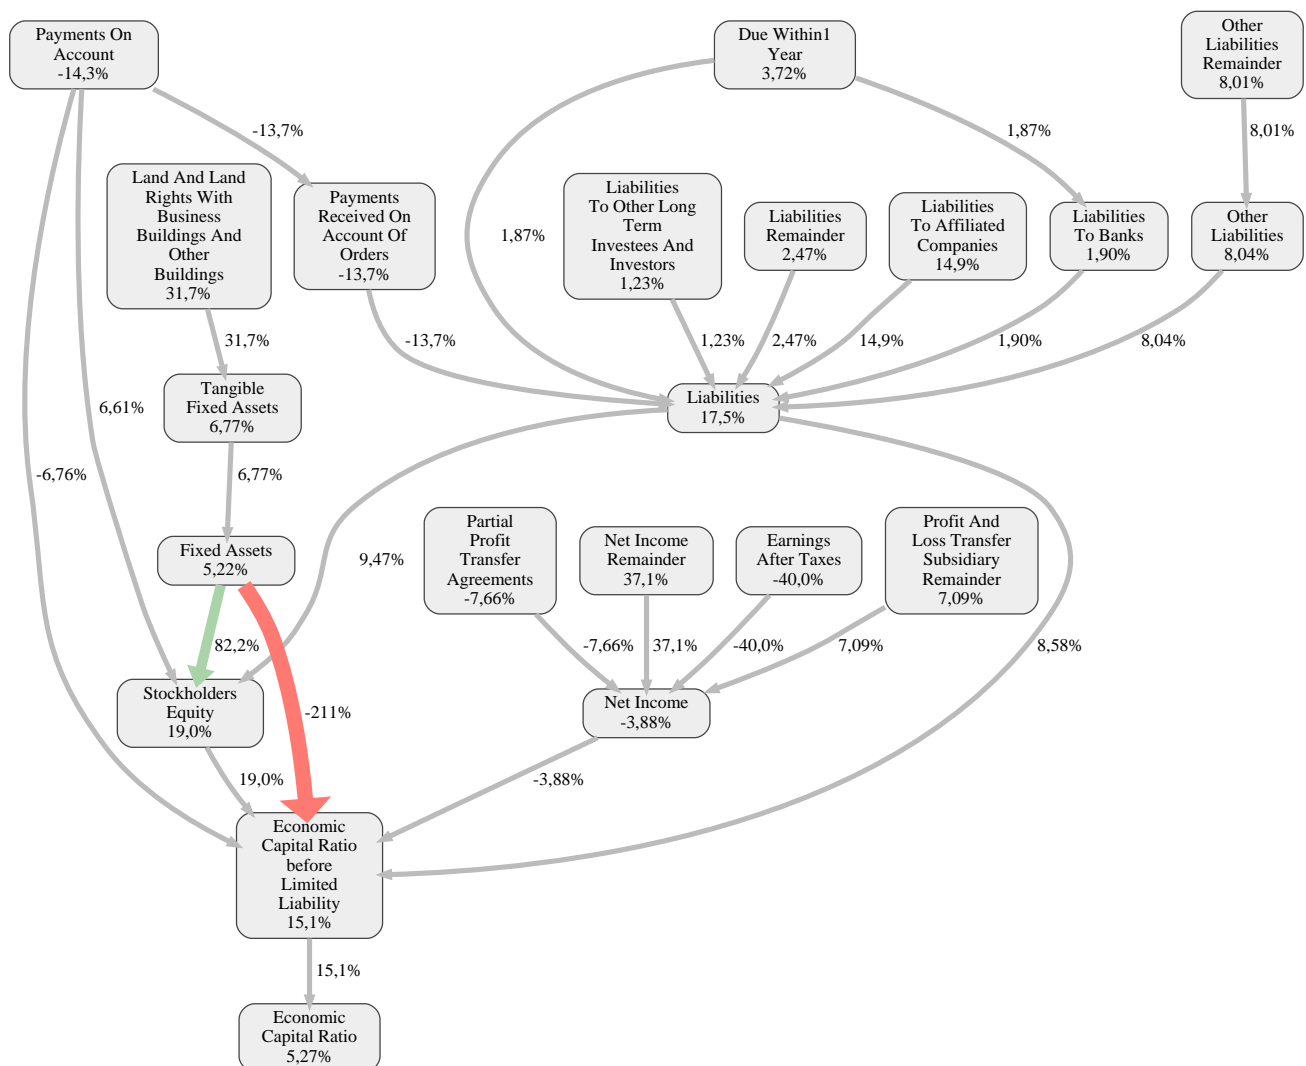 Payments On
Account
-14,3%
Due Within1
Year
3,72%
Other
Liabilities
Remainder
8,01%
-13,7%
1,87%
8,01%
Land And Land
Rights With
Business
Buildings And
Other
Buildings
31,7%
Payments
Received On
Account Of
Orders
-13,7%
1,87%
Liabilities
To Other Long
Term
Investees And
Investors
1,23%
Liabilities
Remainder
2,47%
Liabilities
To Affiliated
Companies
14,9%
Liabilities
To Banks
1,90%
Other
Liabilities
8,04%
31,7%
-13,7%
1,23%
2,47%
14,9%
1,90%
8,04%
Tangible
Fixed Assets
6,77%
Liabilities
17,5%
6,61%
-6,76%
6,77%
Fixed Assets
5,22%
9,47%
Partial
Profit
Transfer
Agreements
-7,66%
Net Income
Remainder
37,1%
Earnings
After Taxes
-40,0%
Profit And
Loss Transfer
Subsidiary
Remainder
7,09%
82,2%
-7,66%
37,1%
-40,0%
7,09%
8,58%
Stockholders
Equity
19,0%
-211%
Net Income
-3,88%
19,0%
-3,88%
Economic
Capital Ratio
before
Limited
Liability
15,1%
15,1%
Economic
Capital Ratio
5,27%